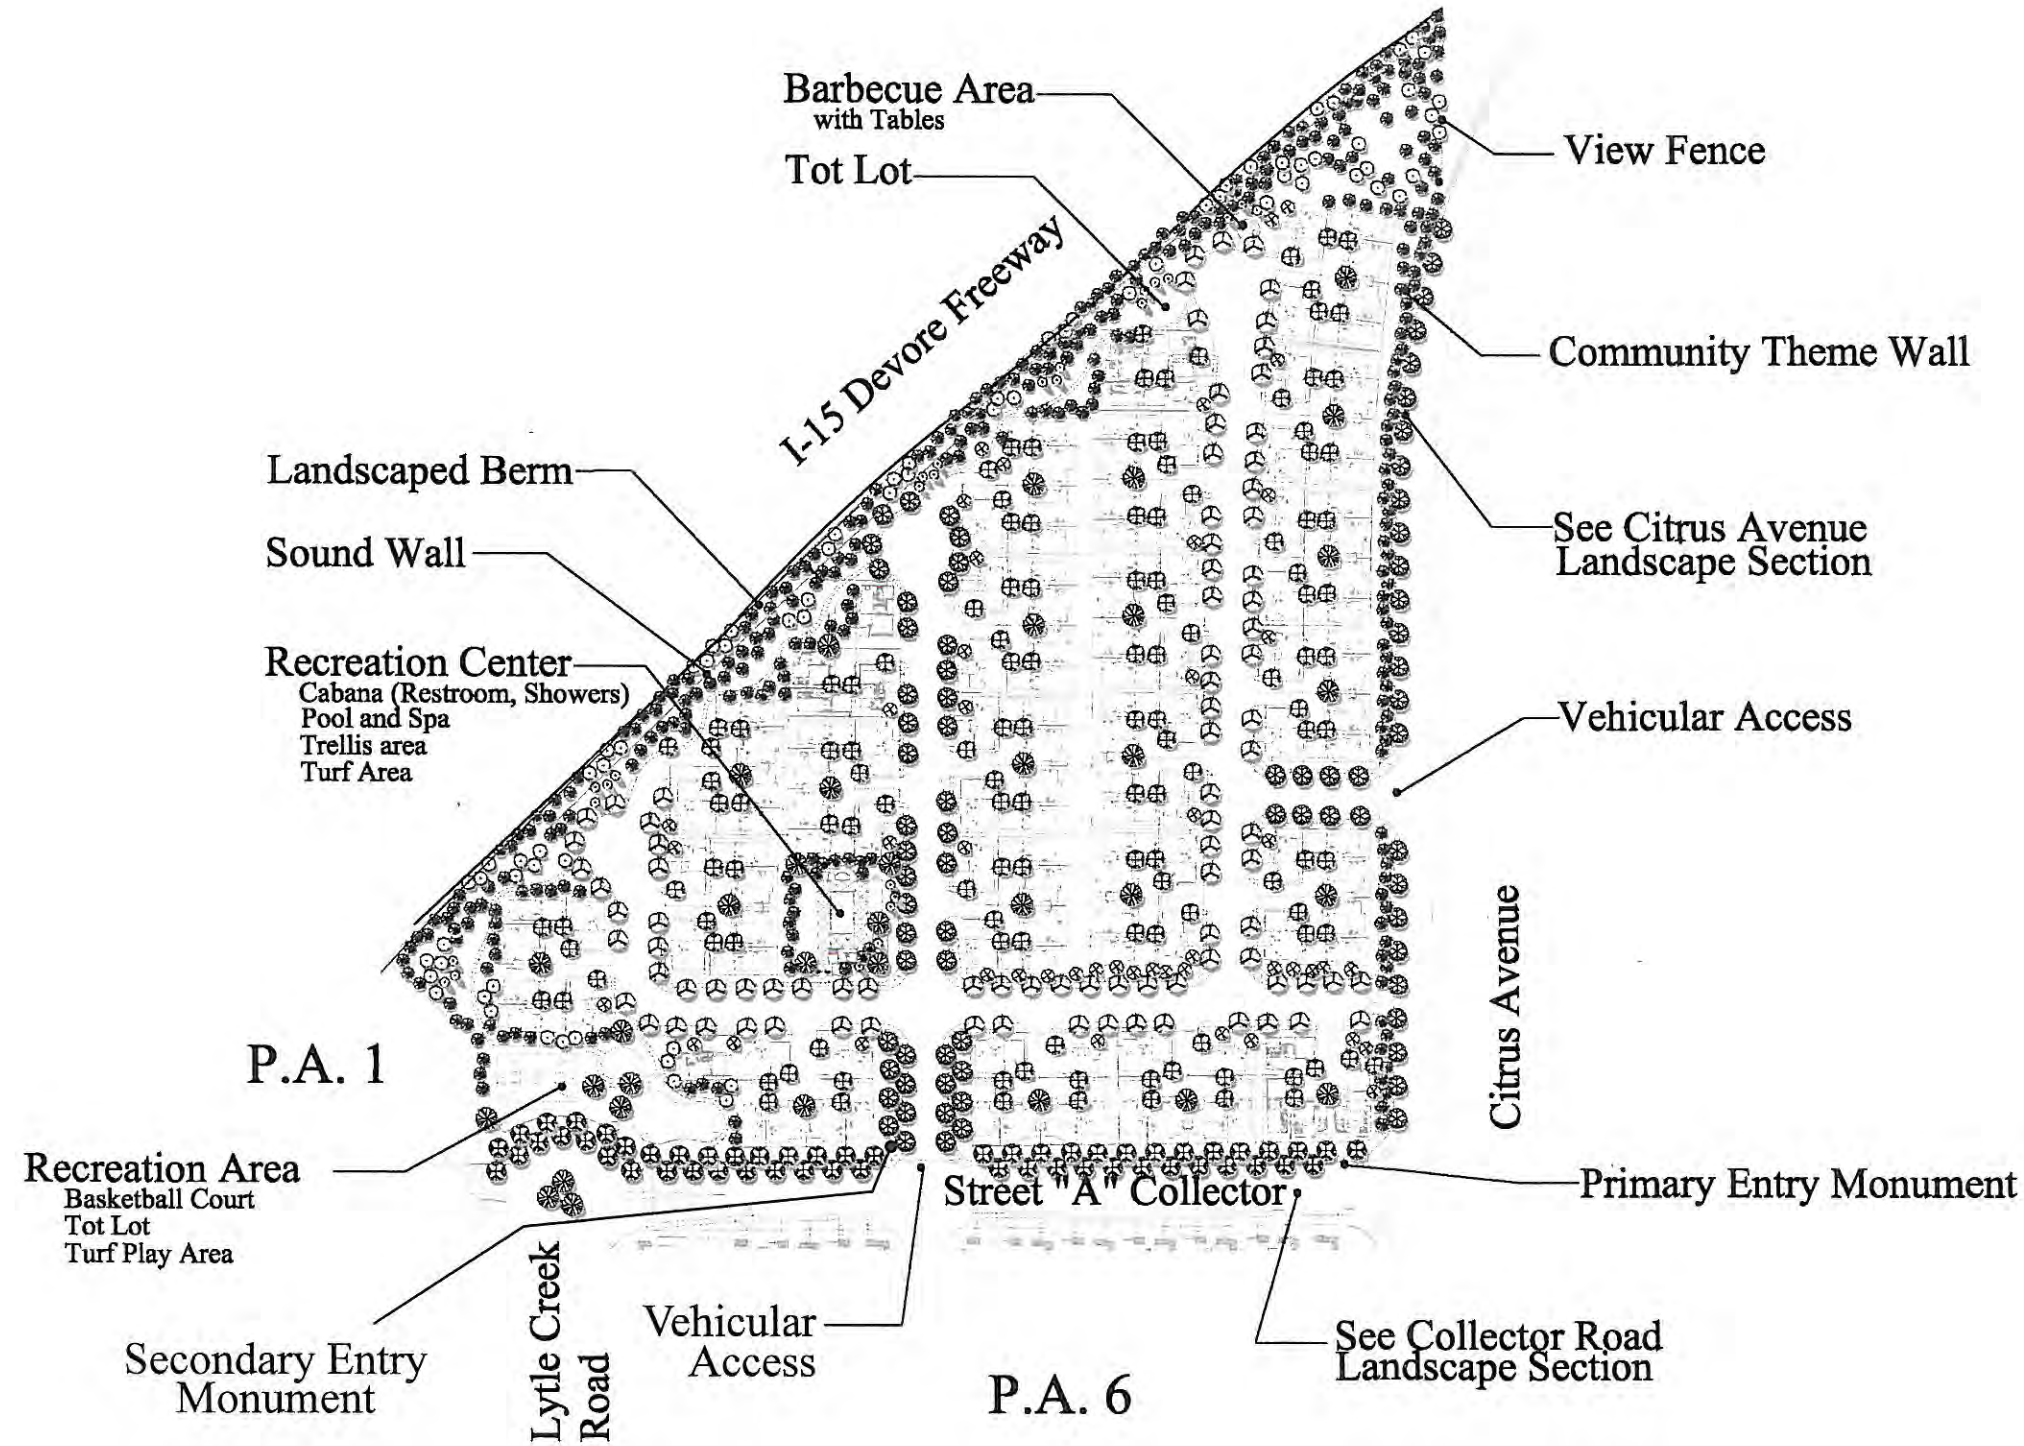 Barbecue Area
with Tables
Tot Lot
View Fence
I-15 Devore Freeway
Community Theme Wall
Landscaped Berm
See Citrus Avenue
Landscape Section
Sound Wall
Recreation Center
Cabana (Restroom, Showers)
Pool and Spa
Trellis area
Turf Area
Vehicular Access
Citrus Avenue
P.A. 1
Recreation Area
Basketball Court
Tot Lot
Turf Play Area
Street "A" Collector
Primary Entry Monument
Secondary Entry
Monument
Lytle Creek
Road
Vehicular
Access
See Collector Road
Landscape Section
P.A. 6